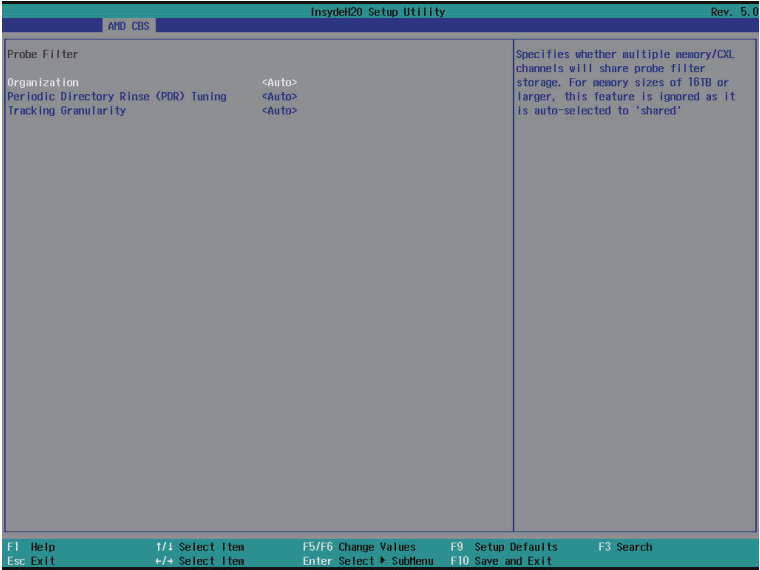 InsydeH20 Setup Utility Rev. 5.0
AMD CBS
Probe Filter
Organization <Auto>
Periodic Directory Rinse (PDR) Tuning <Auto>
Tracking Granularity <Auto>
Specifies whether multiple memory/CXL
channels will share probe filter
storage. For memory sizes of 16TB or
larger, this feature is ignored as it
is auto-selected to 'shared'
F1 Help ↑/↓ Select Item F5/F6 Change Values F9 Setup Defaults F3 Search
Esc Exit ←/→ Select Item Enter Select ▶ SubMenu F10 Save and Exit